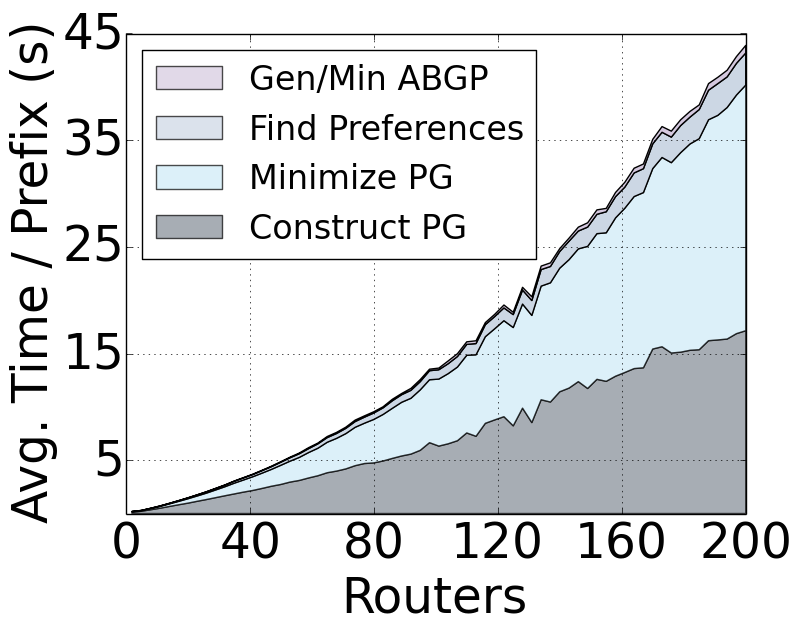 Avg. Time / Prefix (s)
45
35
25
15
5
Gen/Min ABGP
Find Preferences
Minimize PG
Construct PG
0 40 80 120 160 200
Routers